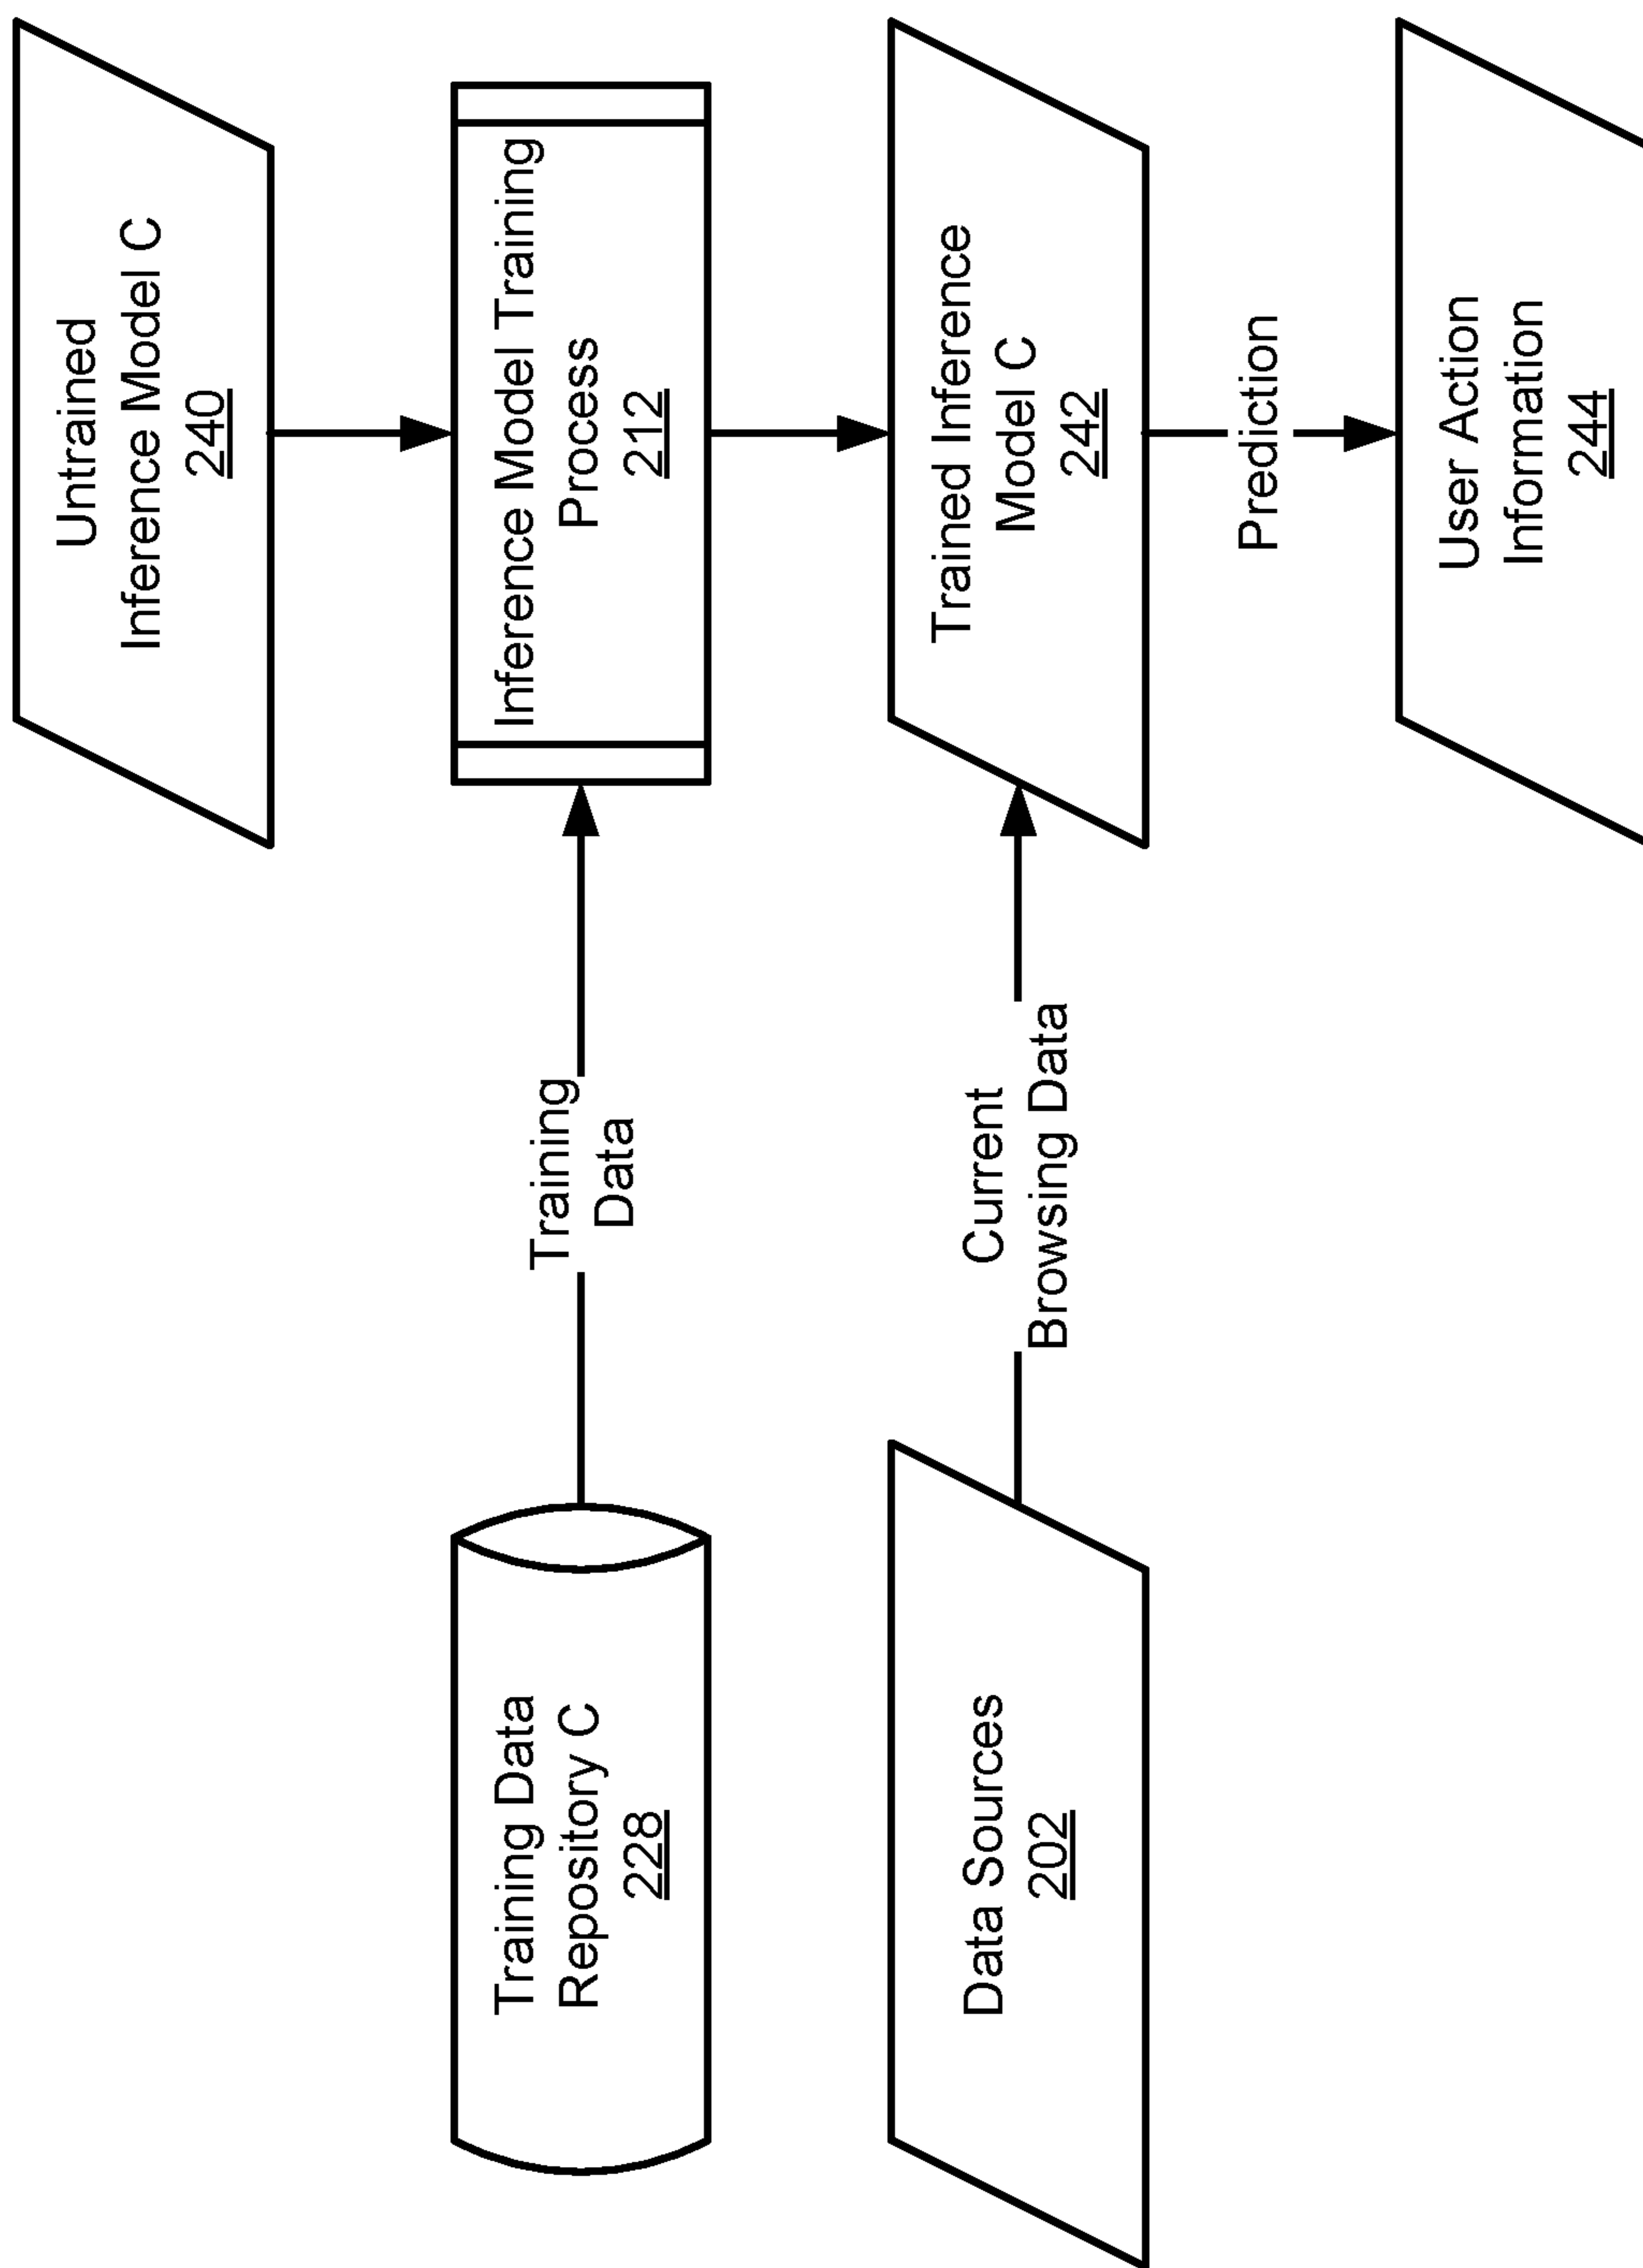 Untrained
Inference Model C
240
Training Data
Repository C
228
Training
Data
Inference Model Training
Process
212
Data Sources
202
Current
Browsing Data
Trained Inference
Model C
242
Prediction
User Action
Information
244